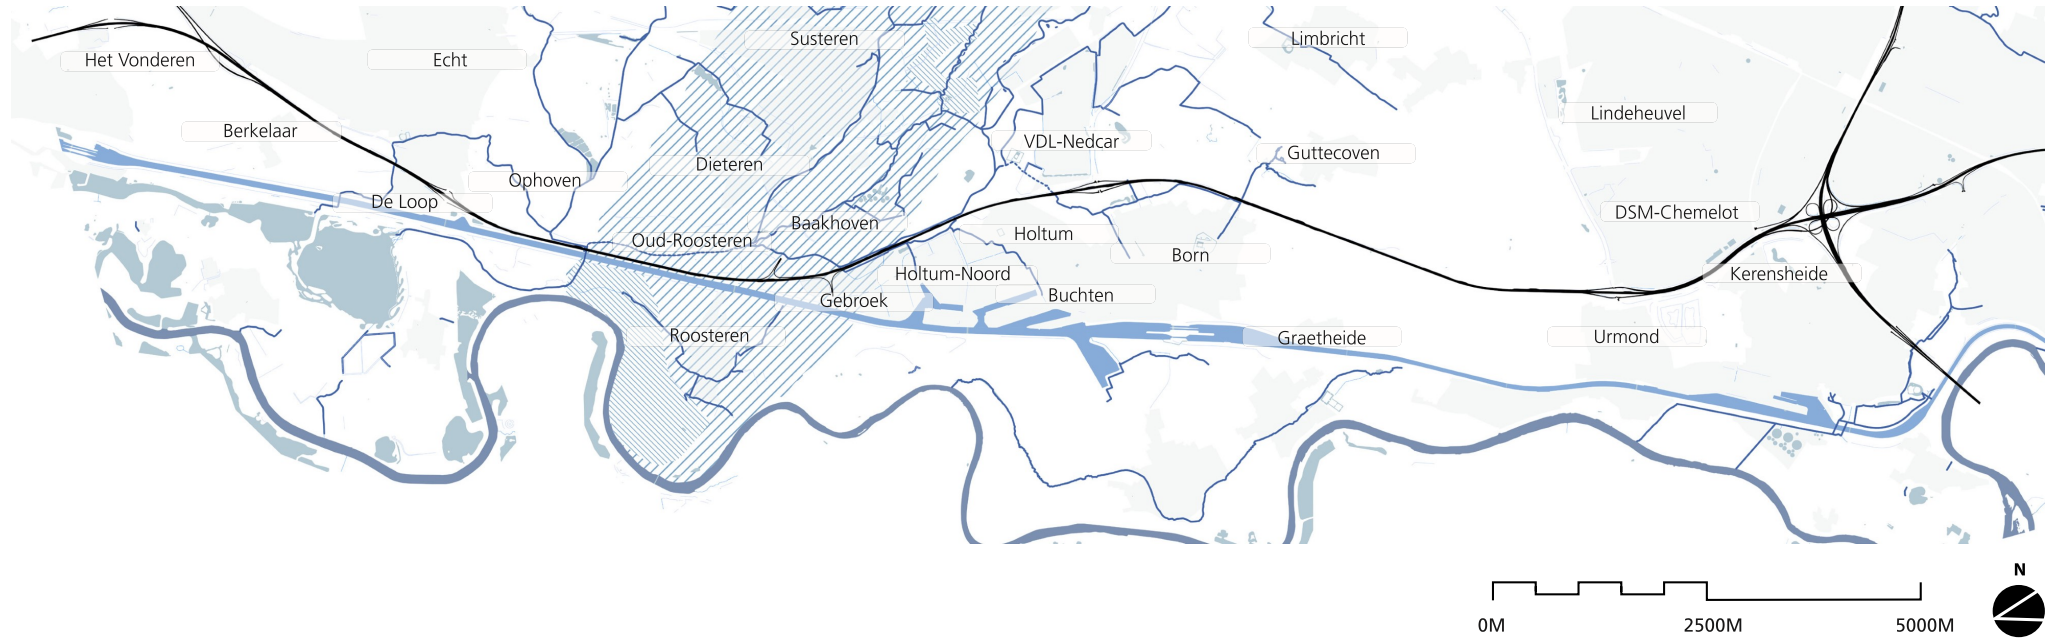 Susteren
Limbricht
Het Vonderen
Echt
Lindeheuvel
Berkelaar
VDL-Nedcar
Guttecoven
Dieteren
Ophoven
De Loop
DSM-Chemelot
Baakhoven
Holtum
Oud-Roosteren
Born
Holtum-Noord
Kerensheide
Buchten
Gebroek
Roosteren
Graetheide
Urmond
N
0M
2500M
5000M